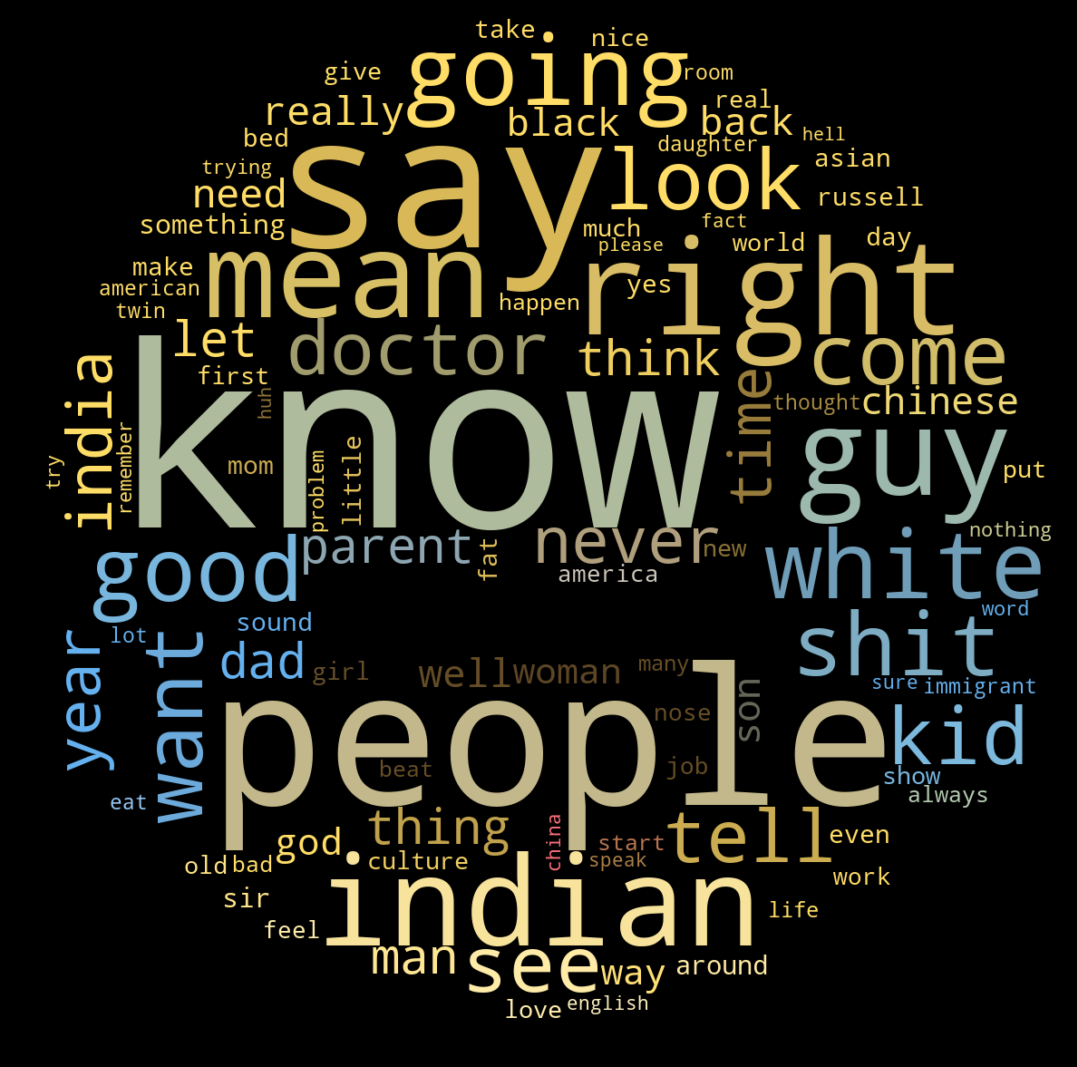 take
nice
going
give
room
really
real
black
back
bed
hell
daughter
say
look
asian
trying
need
russell
something
fact
much
day
please
world
mean
right
make
yes
american
happen
twin
let
doctor
think
come
first
india
huh
know
time
thought
chinese
guy
try
remember
mom
problem
little
put
nothing
good
parent
never
new
white
fat
america
word
lot
sound
shit
year
want
dad
girl
well
woman
many
son
sure
immigrant
people
nose
kid
beat
job
show
eat
always
thing
china
start
tell
even
god
culture
speak
old
bad
work
indian
sir
life
feel
man
see
way
around
love
english